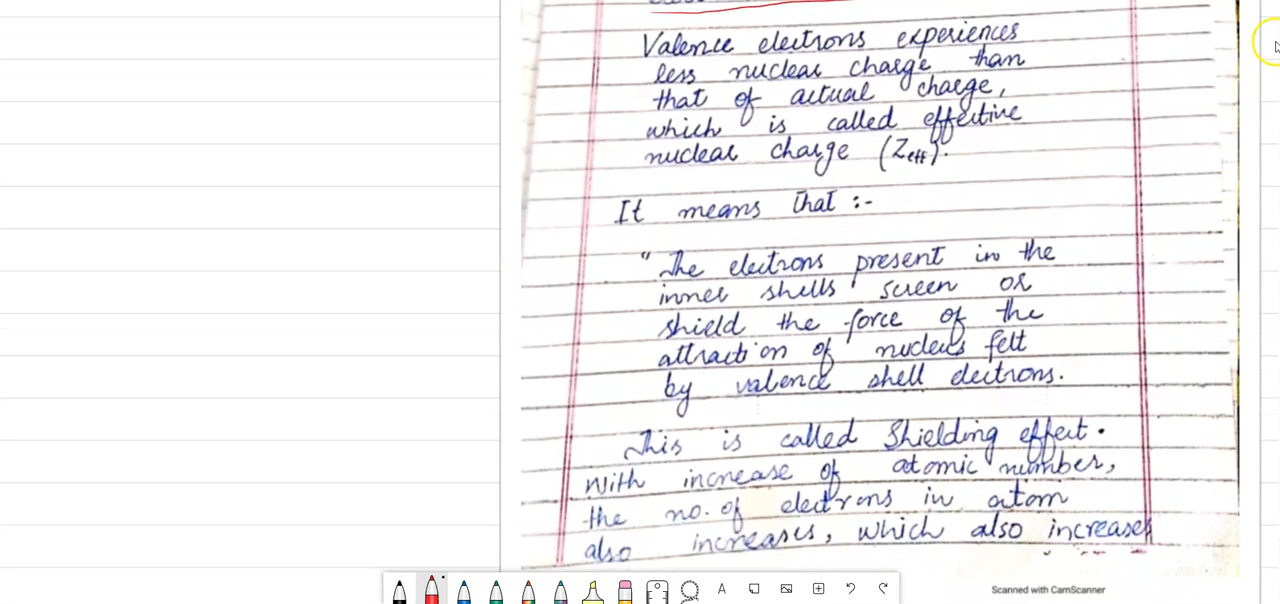 Valence electrons experiences
less nuclear charge than
that of actual charge,
which is called effective
nuclear charge (Zeff).
It means that :-
"The electrons present in the
inner shells screen or
shield the force of the
attraction of nucleus felt
by valence shell electrons.
This is called Shielding effect.
With increase of atomic number,
the no. of electrons in atom
also increases, which also increases
Scanned with CamScanner
A